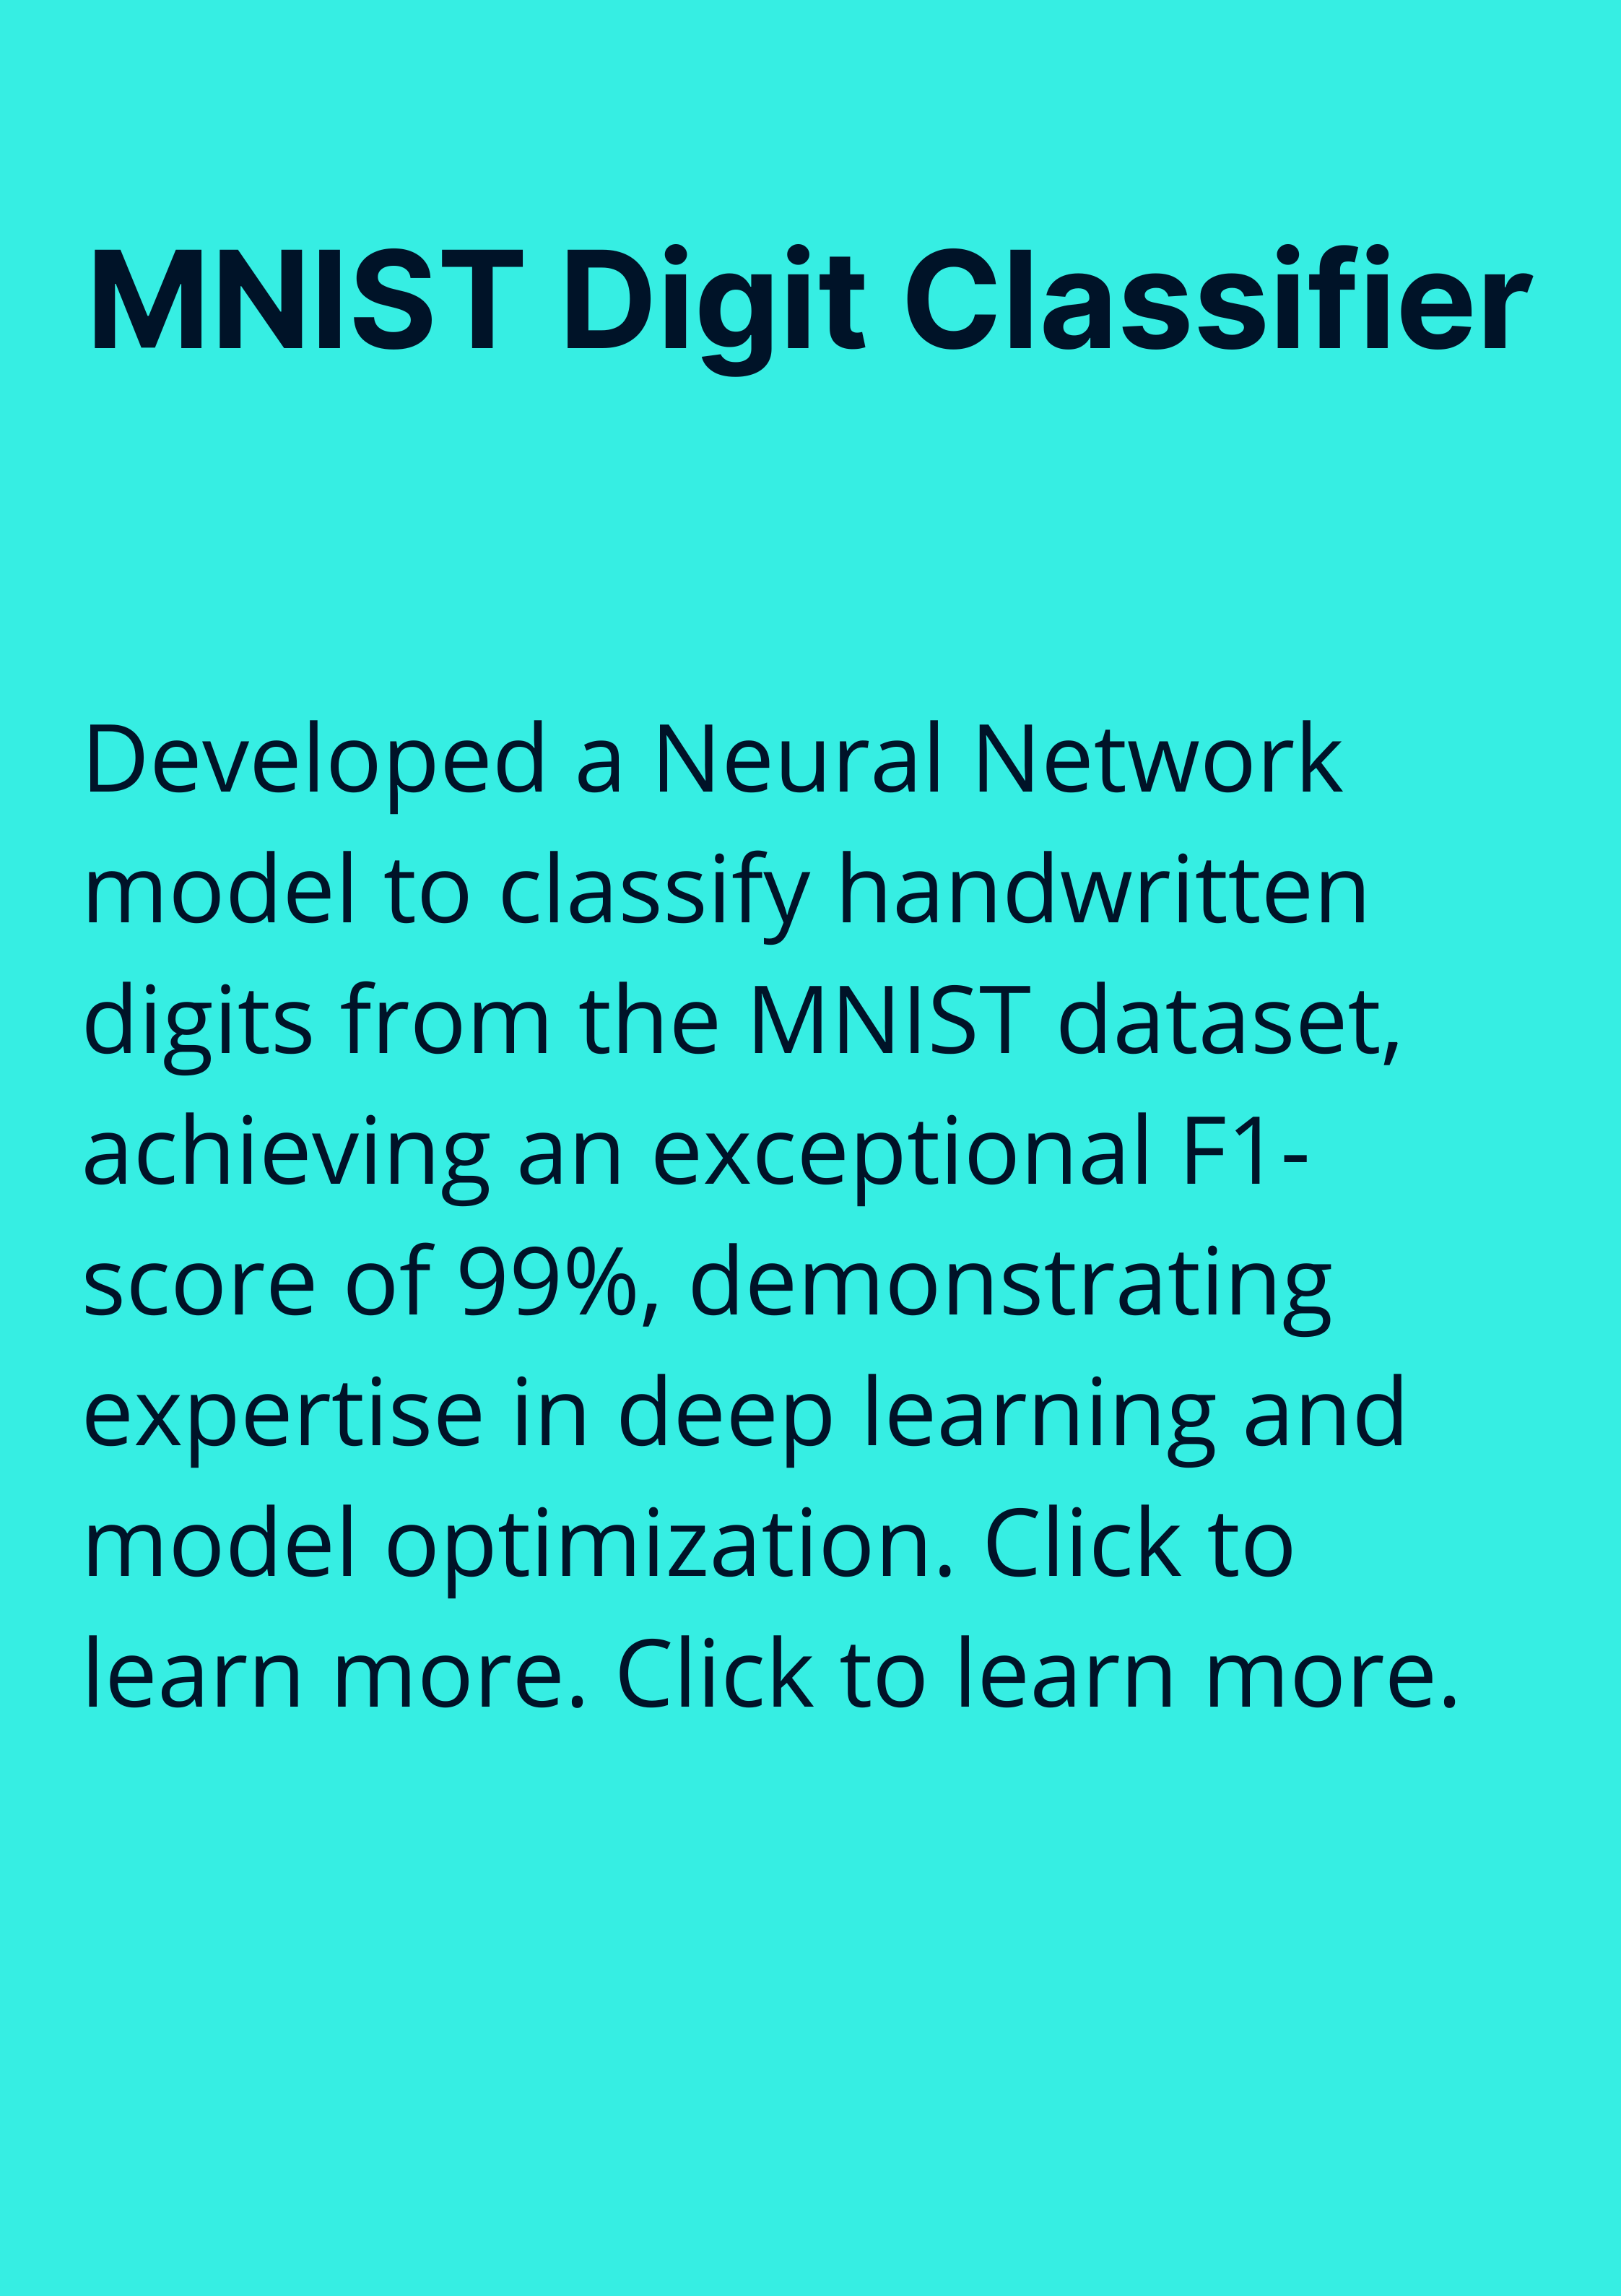 MNIST Digit Classifier
Developed a Neural Network
model to classify handwritten
digits from the MNIST dataset,
achieving an exceptional F1-
score of 99%, demonstrating
expertise in deep learning and
model optimization. Click to
learn more. Click to learn more.